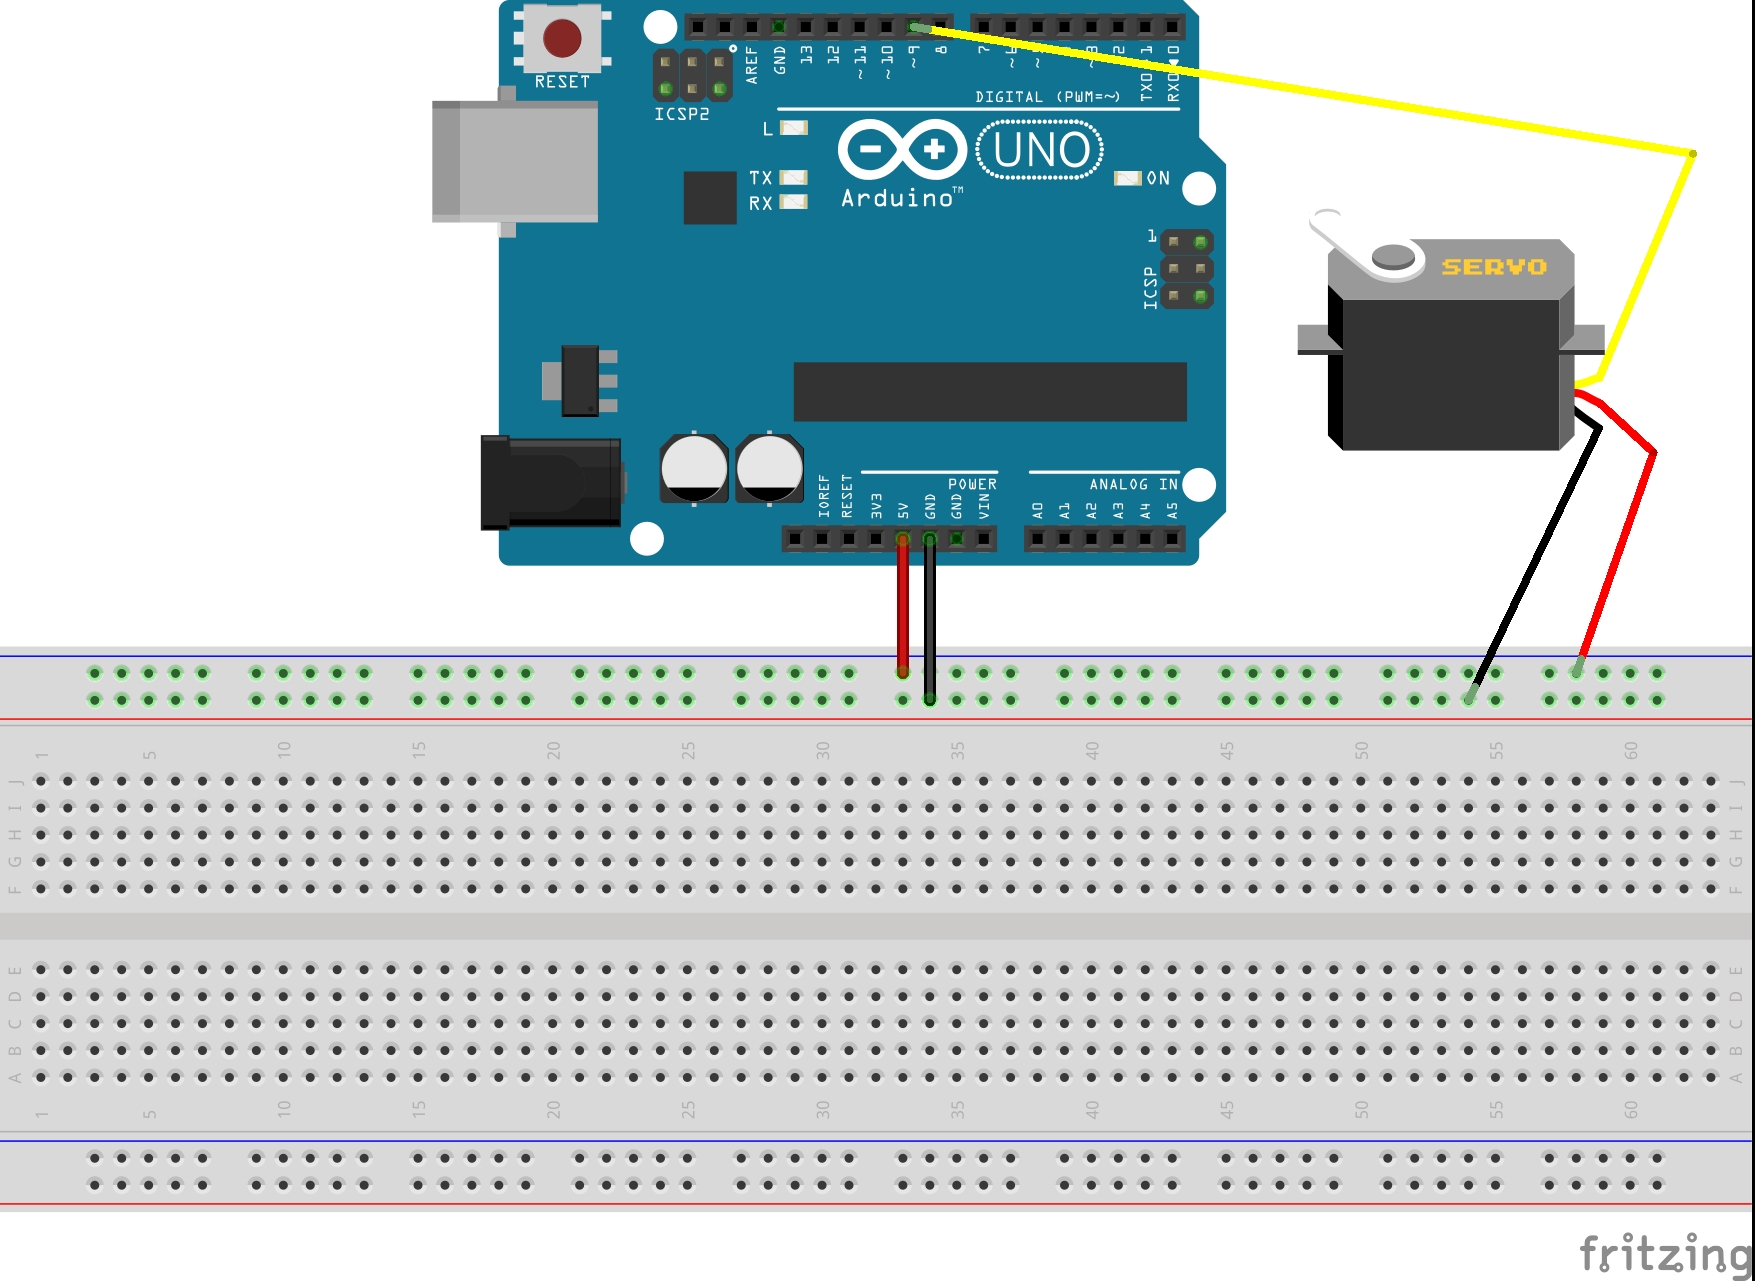 RESET
ICSP2
AREF
GND
13
12
~11
~10
~9
8
7
~6
~5
~3
2
TX0 1
RX0 0
DIGITAL (PWM=~)
L
TX
RX
UNO
Arduino™
ON
1
ICSP
SERVO
POWER
ANALOG IN
IOREF
RESET
3V3
5V
GND
GND
VIN
A0
A1
A2
A3
A4
A5
1 5 10 15 20 25 30 35 40 45 50 55 60
J J
I I
H H
G G
F F
E E
D D
C C
B B
A A
1 5 10 15 20 25 30 35 40 45 50 55 60
fritzing